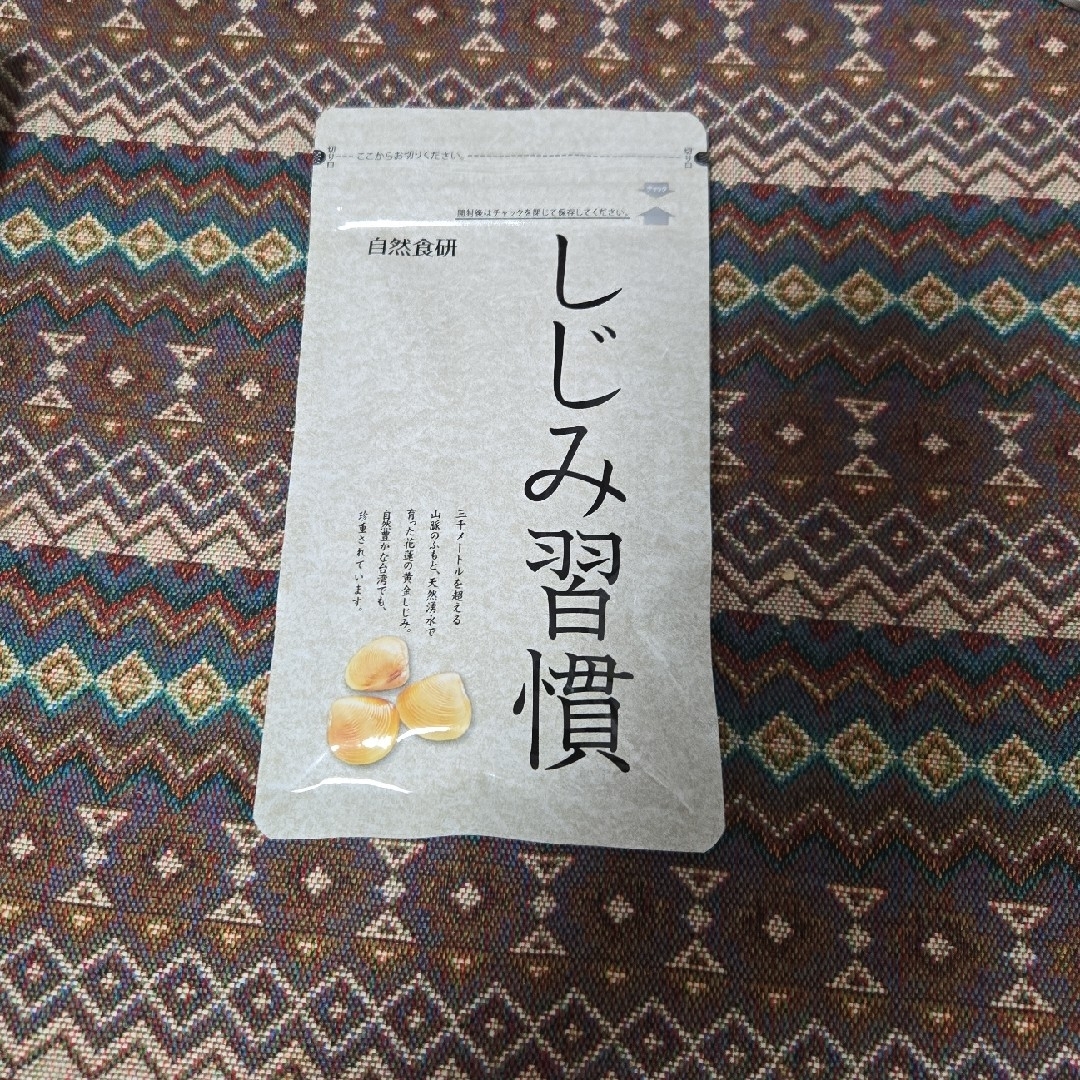 切り口
ここからお切りください。
切り口
チャック
開封後はチャックを閉じて保存してください。
自然食研
しじみ習慣
三千メートルを超える
山脈のふもと、天然湧水で
育った花蓮の黄金しじみ。
自然豊かな台湾でも、
珍重されています。